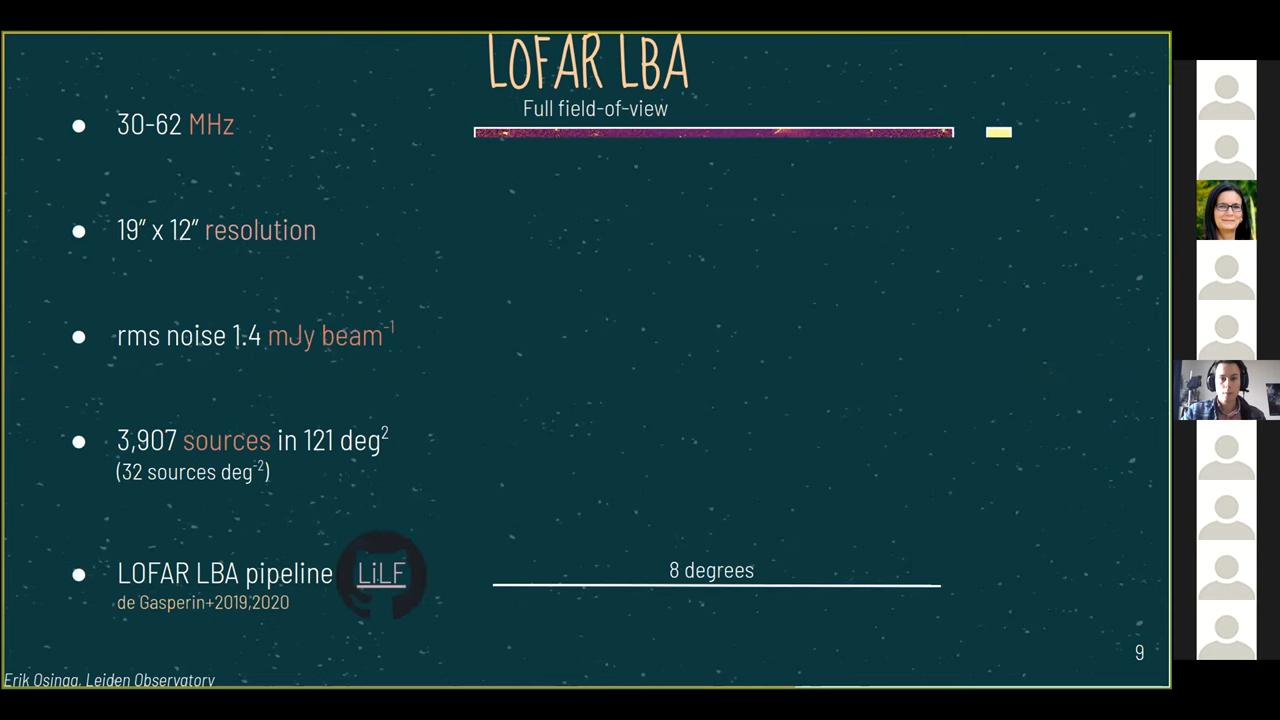 LOFAR LBA
Full field-of-view
30-62 MHz
19” x 12” resolution
rms noise 1.4 mJy beam⁻¹
3,907 sources in 121 deg²
(32 sources deg⁻²)
LOFAR LBA pipeline LiLF
de Gasperin+2019,2020
8 degrees
9
Erik Osinga, Leiden Observatory